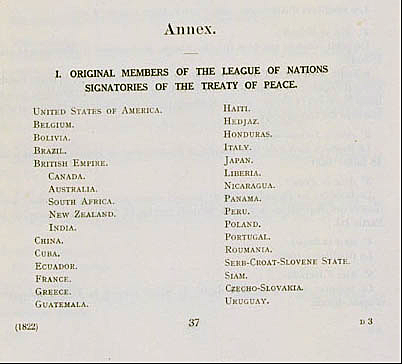 Annex.
I. ORIGINAL MEMBERS OF THE LEAGUE OF NATIONS
SIGNATORIES OF THE TREATY OF PEACE.
UNITED STATES OF AMERICA.
BELGIUM.
BOLIVIA.
BRAZIL.
BRITISH EMPIRE.
CANADA.
AUSTRALIA.
SOUTH AFRICA.
NEW ZEALAND.
INDIA.
CHINA.
CUBA.
ECUADOR.
FRANCE.
GREECE.
GUATEMALA.
HAITI.
HEDJAZ.
HONDURAS.
ITALY.
JAPAN.
LIBERIA.
NICARAGUA.
PANAMA.
PERU.
POLAND.
PORTUGAL.
ROUMANIA.
SERB-CROAT-SLOVENE STATE.
SIAM.
CZECHO-SLOVAKIA.
URUGUAY.
(1822) 37 D 3